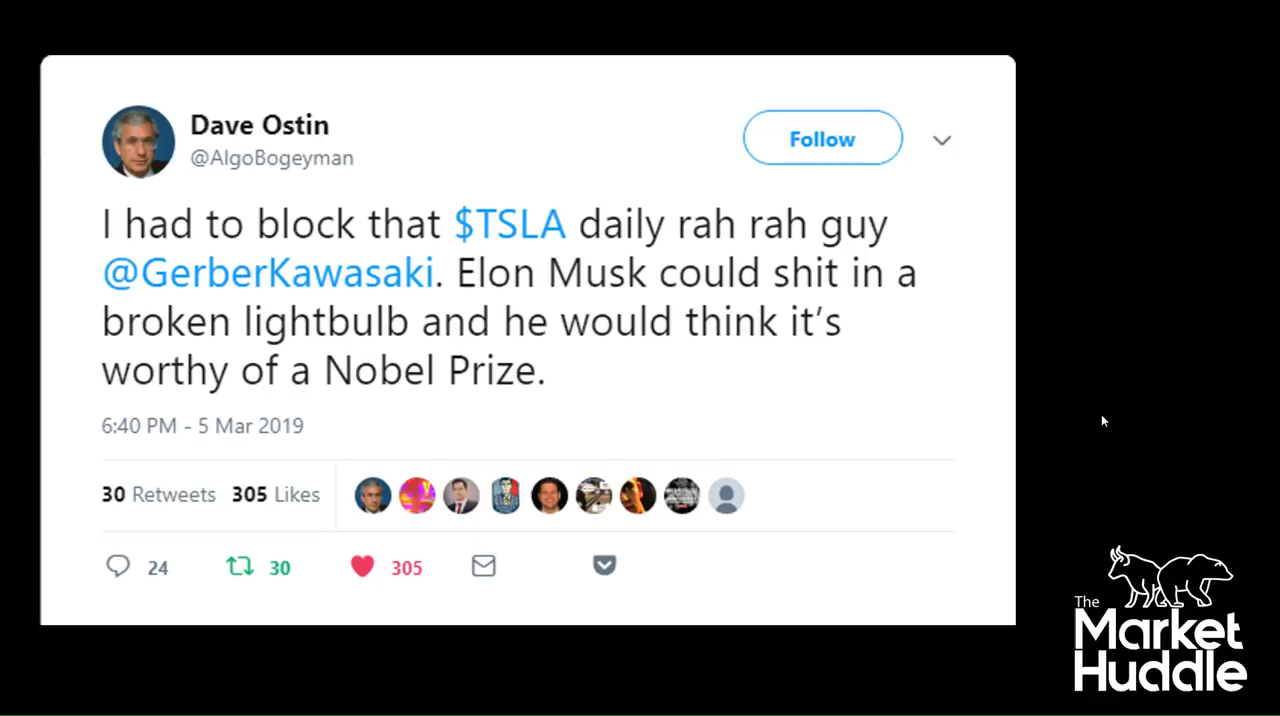 Dave Ostin
@AlgoBogeyman
Follow
I had to block that $TSLA daily rah rah guy
@GerberKawasaki. Elon Musk could shit in a
broken lightbulb and he would think it’s
worthy of a Nobel Prize.
6:40 PM - 5 Mar 2019
30 Retweets 305 Likes
24 30 305
The
Market
Huddle